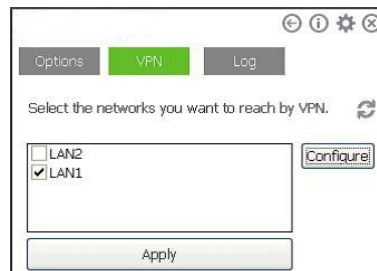 Options VPN Log
Select the networks you want to reach by VPN.
LAN2
LAN1
Configure
Apply